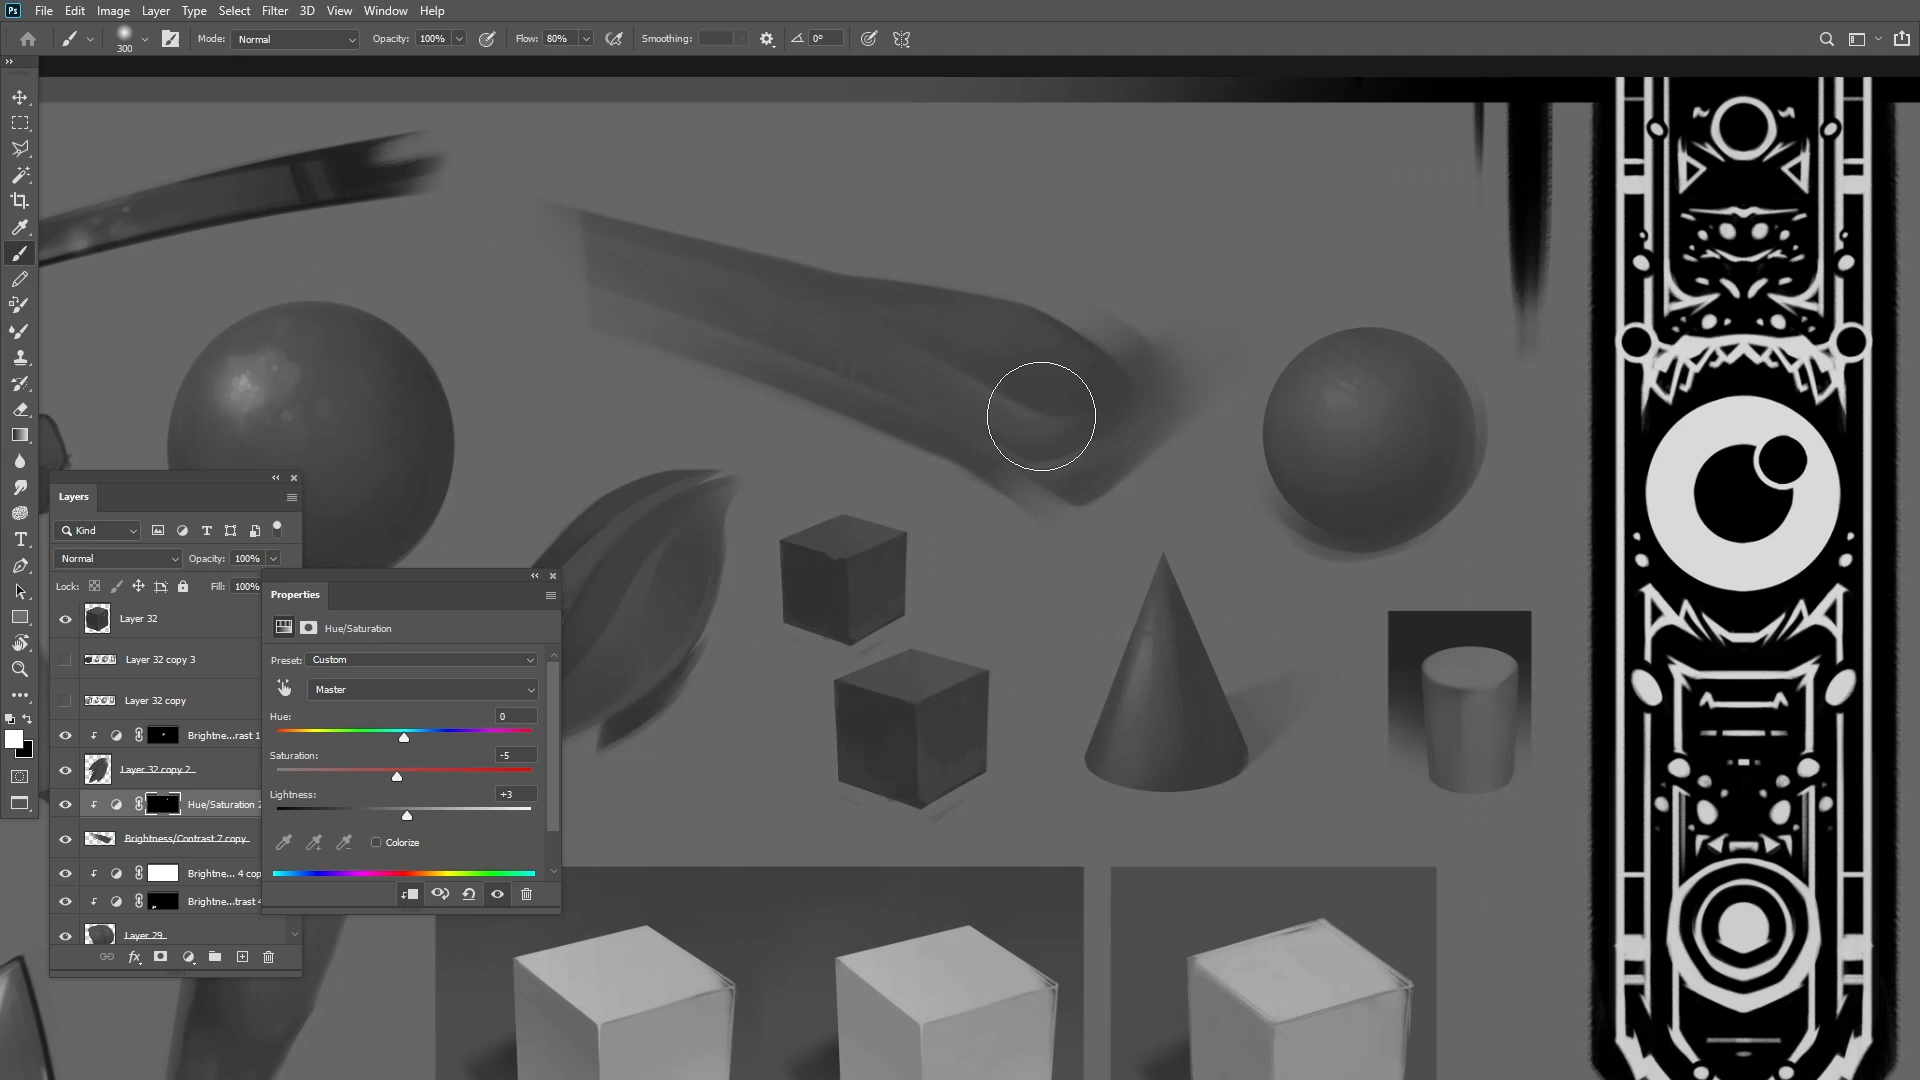 Ps File Edit Image Layer Type Select Filter 3D View Window Help
300 Mode: Normal Opacity: 100% Flow: 80% Smoothing: 0°
Layers
Kind
Normal Opacity: 100%
Lock: Fill: 100%
Layer 32
Layer 32 copy 3
Layer 32 copy
Brightne...rast 1
Layer 32 copy 2
Hue/Saturation 2
Brightness/Contrast 7 copy
Brightne... 4 cop
Brightne...trast 4
Layer 29
fx
Properties
Hue/Saturation
Preset: Custom
Master
Hue: 0
Saturation: -5
Lightness: +3
Colorize